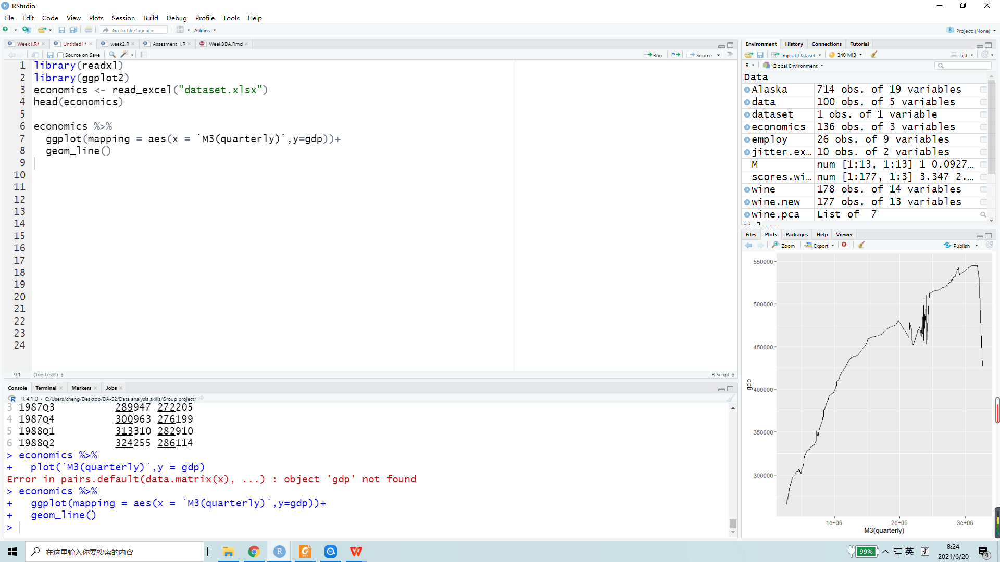 RStudio
File Edit Code View Plots Session Build Debug Profile Tools Help
Go to file/function Addins Project: (None)
Week1.R* Untitled1* week2.R Assesment 1.R Week3DA.Rmd
Source on Save Run Source
1 library(readxl)
2 library(ggplot2)
3 economics <- read_excel("dataset.xlsx")
4 head(economics)
5
6 economics %>%
7 ggplot(mapping = aes(x = `M3(quarterly)`,y=gdp))+
8 geom_line()
9
10
11
12
13
14
15
16
17
18
19
20
21
22
23
24
9:1 (Top Level) R Script
Console Terminal Markers Jobs
R 4.1.0 · C:/Users/cheng/Desktop/DA-S2/Data analysis skills/Group project/
3 1987Q3 289947 272205
4 1987Q4 300963 276199
5 1988Q1 313310 282910
6 1988Q2 324255 286114
> economics %>%
+ plot(`M3(quarterly)`,y = gdp)
Error in pairs.default(data.matrix(x), ...) : object 'gdp' not found
> economics %>%
+ ggplot(mapping = aes(x = `M3(quarterly)`,y=gdp))+
+ geom_line()
>
Environment History Connections Tutorial
Import Dataset 340 MiB List
R Global Environment
Data
Alaska 714 obs. of 19 variables
data 100 obs. of 5 variables
dataset 1 obs. of 1 variable
economics 136 obs. of 3 variables
employ 26 obs. of 9 variables
jitter.ex… 10 obs. of 2 variables
M num [1:13, 1:13] 1 0.0927…
scores.wi… num [1:177, 1:3] 3.347 2.…
wine 178 obs. of 14 variables
wine.new 177 obs. of 13 variables
wine.pca List of 7
Values
Files Plots Packages Help Viewer
Zoom Export Publish
550000
500000
450000
400000
350000
300000
gdp
1e+06 2e+06 3e+06
M3(quarterly)
在这里输入你要搜索的内容
99% 英 拼
8:24
2021/6/20
4